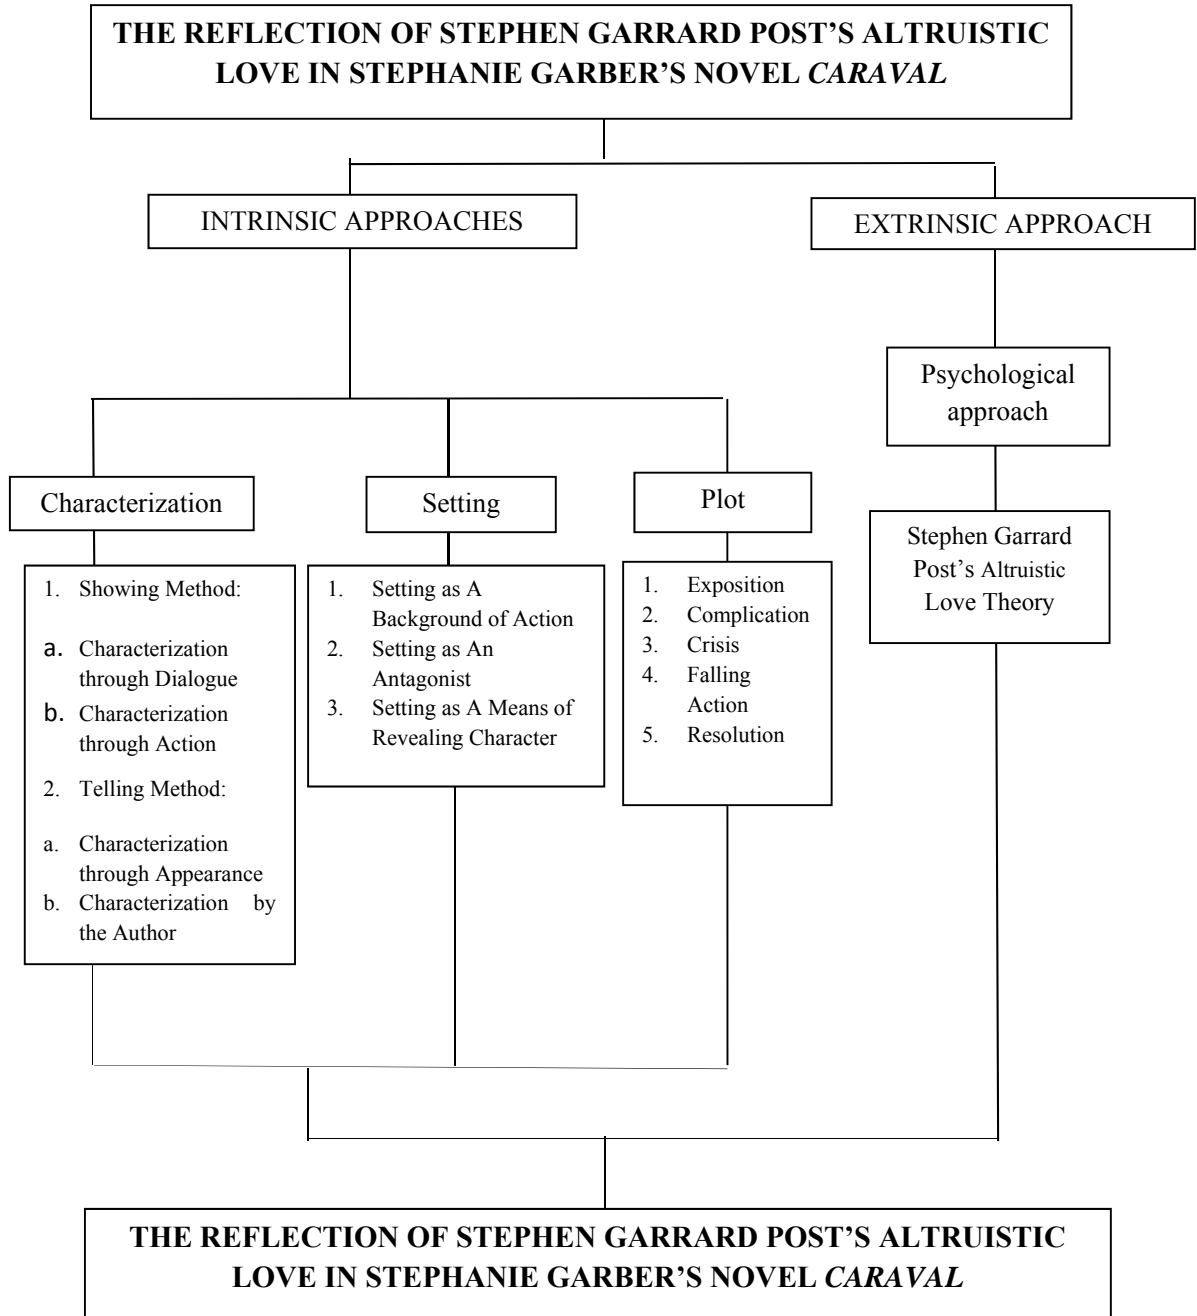 THE REFLECTION OF STEPHEN GARRARD POST’S ALTRUISTIC
LOVE IN STEPHANIE GARBER’S NOVEL CARAVAL
INTRINSIC APPROACHES
EXTRINSIC APPROACH
Psychological
approach
Characterization
Setting
Plot
Stephen Garrard
Post’s Altruistic
Love Theory
1. Showing Method:
a. Characterization
through Dialogue
b. Characterization
through Action
2. Telling Method:
a. Characterization
through Appearance
b. Characterization by
the Author
1. Setting as A
Background of Action
2. Setting as An
Antagonist
3. Setting as A Means of
Revealing Character
1. Exposition
2. Complication
3. Crisis
4. Falling
Action
5. Resolution
THE REFLECTION OF STEPHEN GARRARD POST’S ALTRUISTIC
LOVE IN STEPHANIE GARBER’S NOVEL CARAVAL